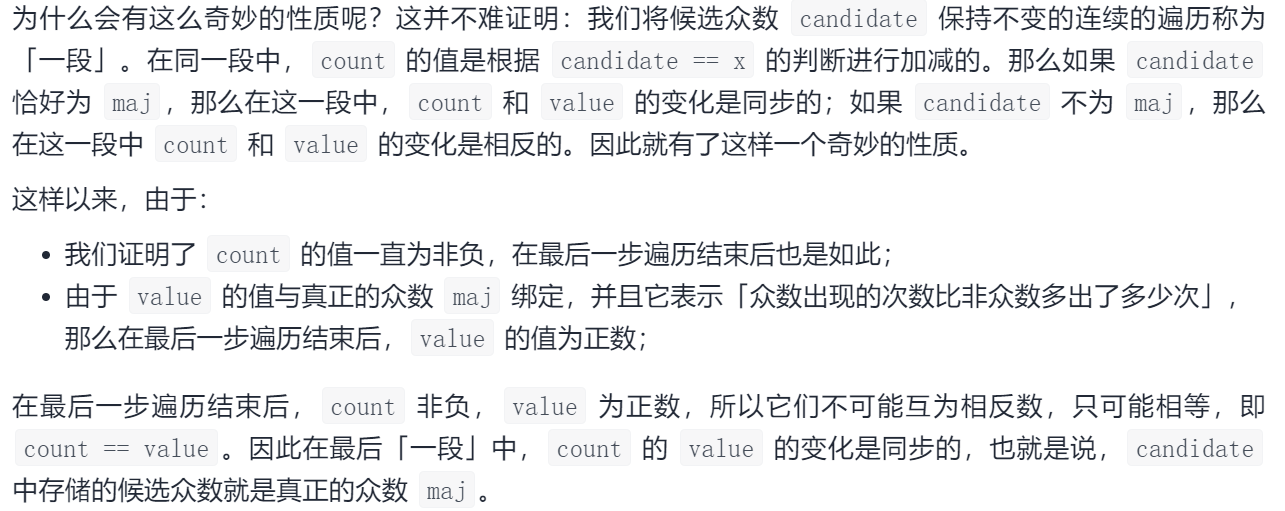 为什么会有这么奇妙的性质呢？这并不难证明：我们将候选众数 candidate 保持不变的连续的遍历称为
「一段」。在同一段中，count 的值是根据 candidate == x 的判断进行加减的。那么如果 candidate
恰好为 maj，那么在这一段中，count 和 value 的变化是同步的；如果 candidate 不为 maj，那么
在这一段中 count 和 value 的变化是相反的。因此就有了这样一个奇妙的性质。
这样以来，由于：
• 我们证明了 count 的值一直为非负，在最后一步遍历结束后也是如此；
• 由于 value 的值与真正的众数 maj 绑定，并且它表示「众数出现的次数比非众数多出了多少次」，
那么在最后一步遍历结束后，value 的值为正数；
在最后一步遍历结束后，count 非负，value 为正数，所以它们不可能互为相反数，只可能相等，即
count == value。因此在最后「一段」中，count 的 value 的变化是同步的，也就是说，candidate
中存储的候选众数就是真正的众数 maj。